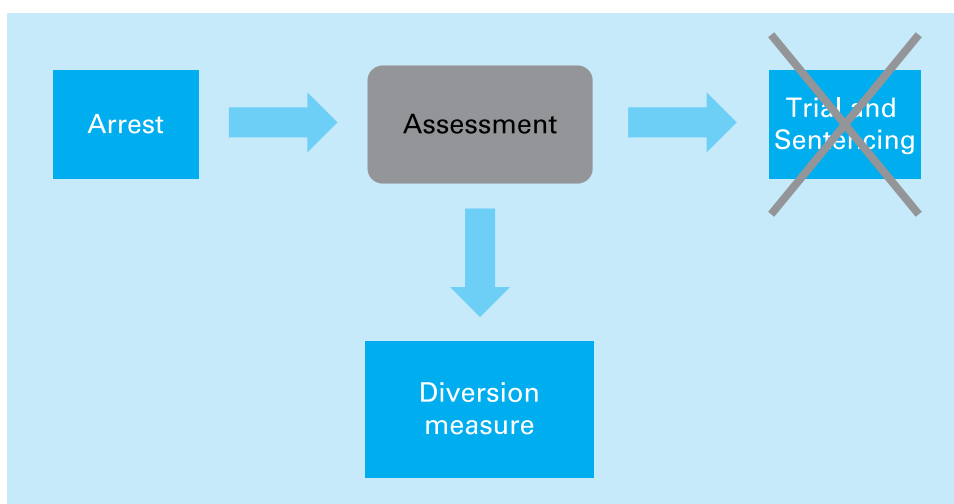 Arrest
Assessment
Trial and
Sentencing
Diversion
measure